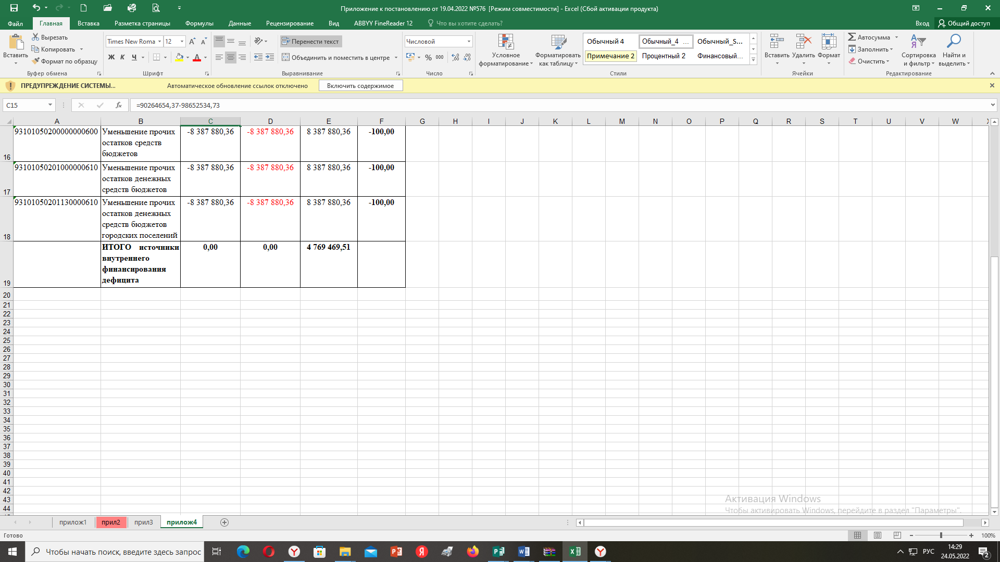 Приложение к постановлению от 19.04.2022 №576 [Режим совместимости] - Excel (Сбой активации продукта)
Файл Главная Вставка Разметка страницы Формулы Данные Рецензирование Вид ABBYY FineReader 12 Что вы хотите сделать? Вход Общий доступ
Вставить
Вырезать
Копировать
Формат по образцу
Буфер обмена
Times New Roma 12
Ж К Ч
Шрифт
Перенести текст
Объединить и поместить в центре
Выравнивание
Числовой
% 000
Число
Условное форматирование
Форматировать как таблицу
Обычный 4 Обычный_4 ... Обычный_S...
Примечание 2 Процентный 2 Финансовый...
Стили
Вставить Удалить Формат
Ячейки
Автосумма
Заполнить
Очистить
Сортировка и фильтр
Найти и выделить
Редактирование
ПРЕДУПРЕЖДЕНИЕ СИСТЕМЫ... Автоматическое обновление ссылок отключено Включить содержимое
C15 fx =90264654,37-98652534,73
A B C D E F G H I J K L M N O P Q R S T U V W
93101050200000000600 Уменьшение прочих -8 387 880,36 -8 387 880,36 8 387 880,36 -100,00
остатков средств
бюджетов
16
93101050201000000610 Уменьшение прочих -8 387 880,36 -8 387 880,36 8 387 880,36 -100,00
остатков денежных
средств бюджетов
17
93101050201130000610 Уменьшение прочих -8 387 880,36 -8 387 880,36 8 387 880,36 -100,00
остатков денежных
средств бюджетов
городских поселений
18
ИТОГО источники 0,00 0,00 4 769 469,51
внутреннего
финансирования
дефицита
19
20
21
22
23
24
25
26
27
28
29
30
31
32
33
34
35
36
37
38
39
40
41
42
43
44
Активация Windows
Чтобы активировать Windows, перейдите в раздел "Параметры".
прилож1 прил2 прил3 прилож4
Готово 100%
Чтобы начать поиск, введите здесь запрос
РУС
14:29
24.05.2022
2